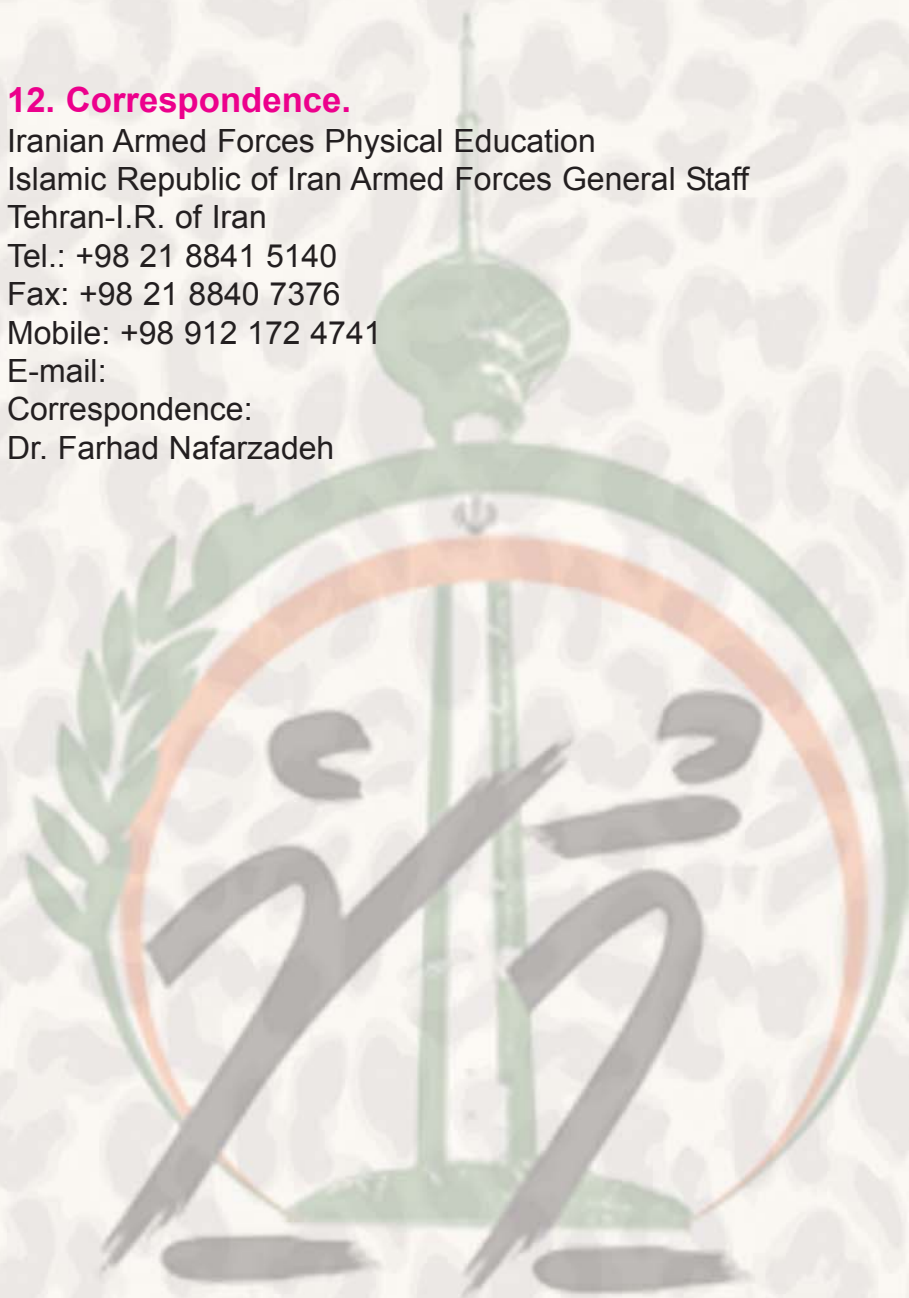 12. Correspondence.
Iranian Armed Forces Physical Education
Islamic Republic of Iran Armed Forces General Staff
Tehran-I.R. of Iran
Tel.: +98 21 8841 5140
Fax: +98 21 8840 7376
Mobile: +98 912 172 4741
E-mail:
Correspondence:
Dr. Farhad Nafarzadeh